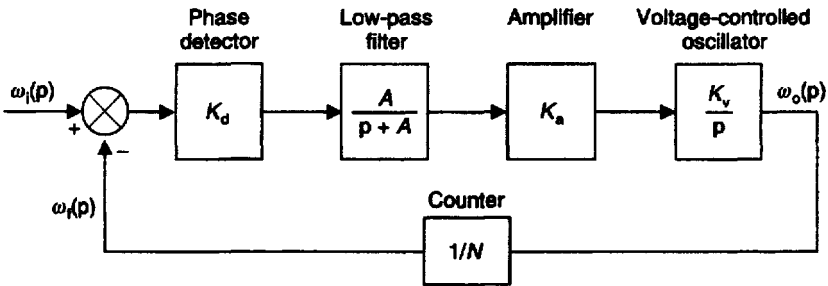 Phase detector
Low-pass filter
Amplifier
Voltage-controlled oscillator
ωi(p)
+
−
Kd
A
p + A
Ka
Kv
p
ωo(p)
ωf(p)
Counter
1/N